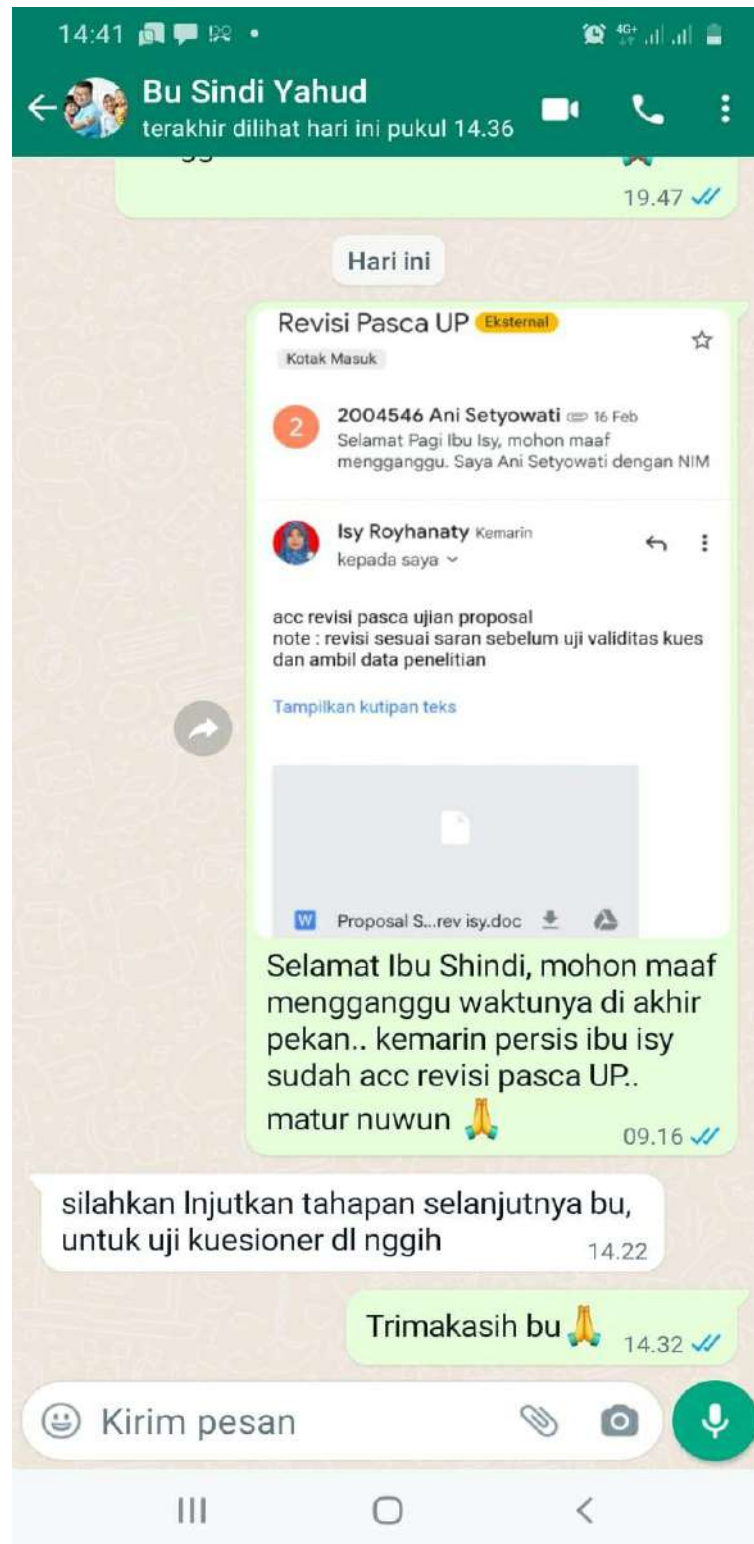 14:41
4G+
Bu Sindi Yahud
terakhir dilihat hari ini pukul 14.36
19.47
Hari ini
Revisi Pasca UP Eksternal
Kotak Masuk
2
2004546 Ani Setyowati 16 Feb
Selamat Pagi Ibu Isy, mohon maaf
mengganggu. Saya Ani Setyowati dengan NIM
Isy Royhanaty Kemarin
kepada saya
acc revisi pasca ujian proposal
note : revisi sesuai saran sebelum uji validitas kues
dan ambil data penelitian
Tampilkan kutipan teks
W Proposal S...rev isy.doc
Selamat Ibu Shindi, mohon maaf
mengganggu waktunya di akhir
pekan.. kemarin persis ibu isy
sudah acc revisi pasca UP..
matur nuwun 🙏
09.16
silahkan lnjutkan tahapan selanjutnya bu,
untuk uji kuesioner dl nggih
14.22
Trimakasih bu 🙏 14.32
Kirim pesan